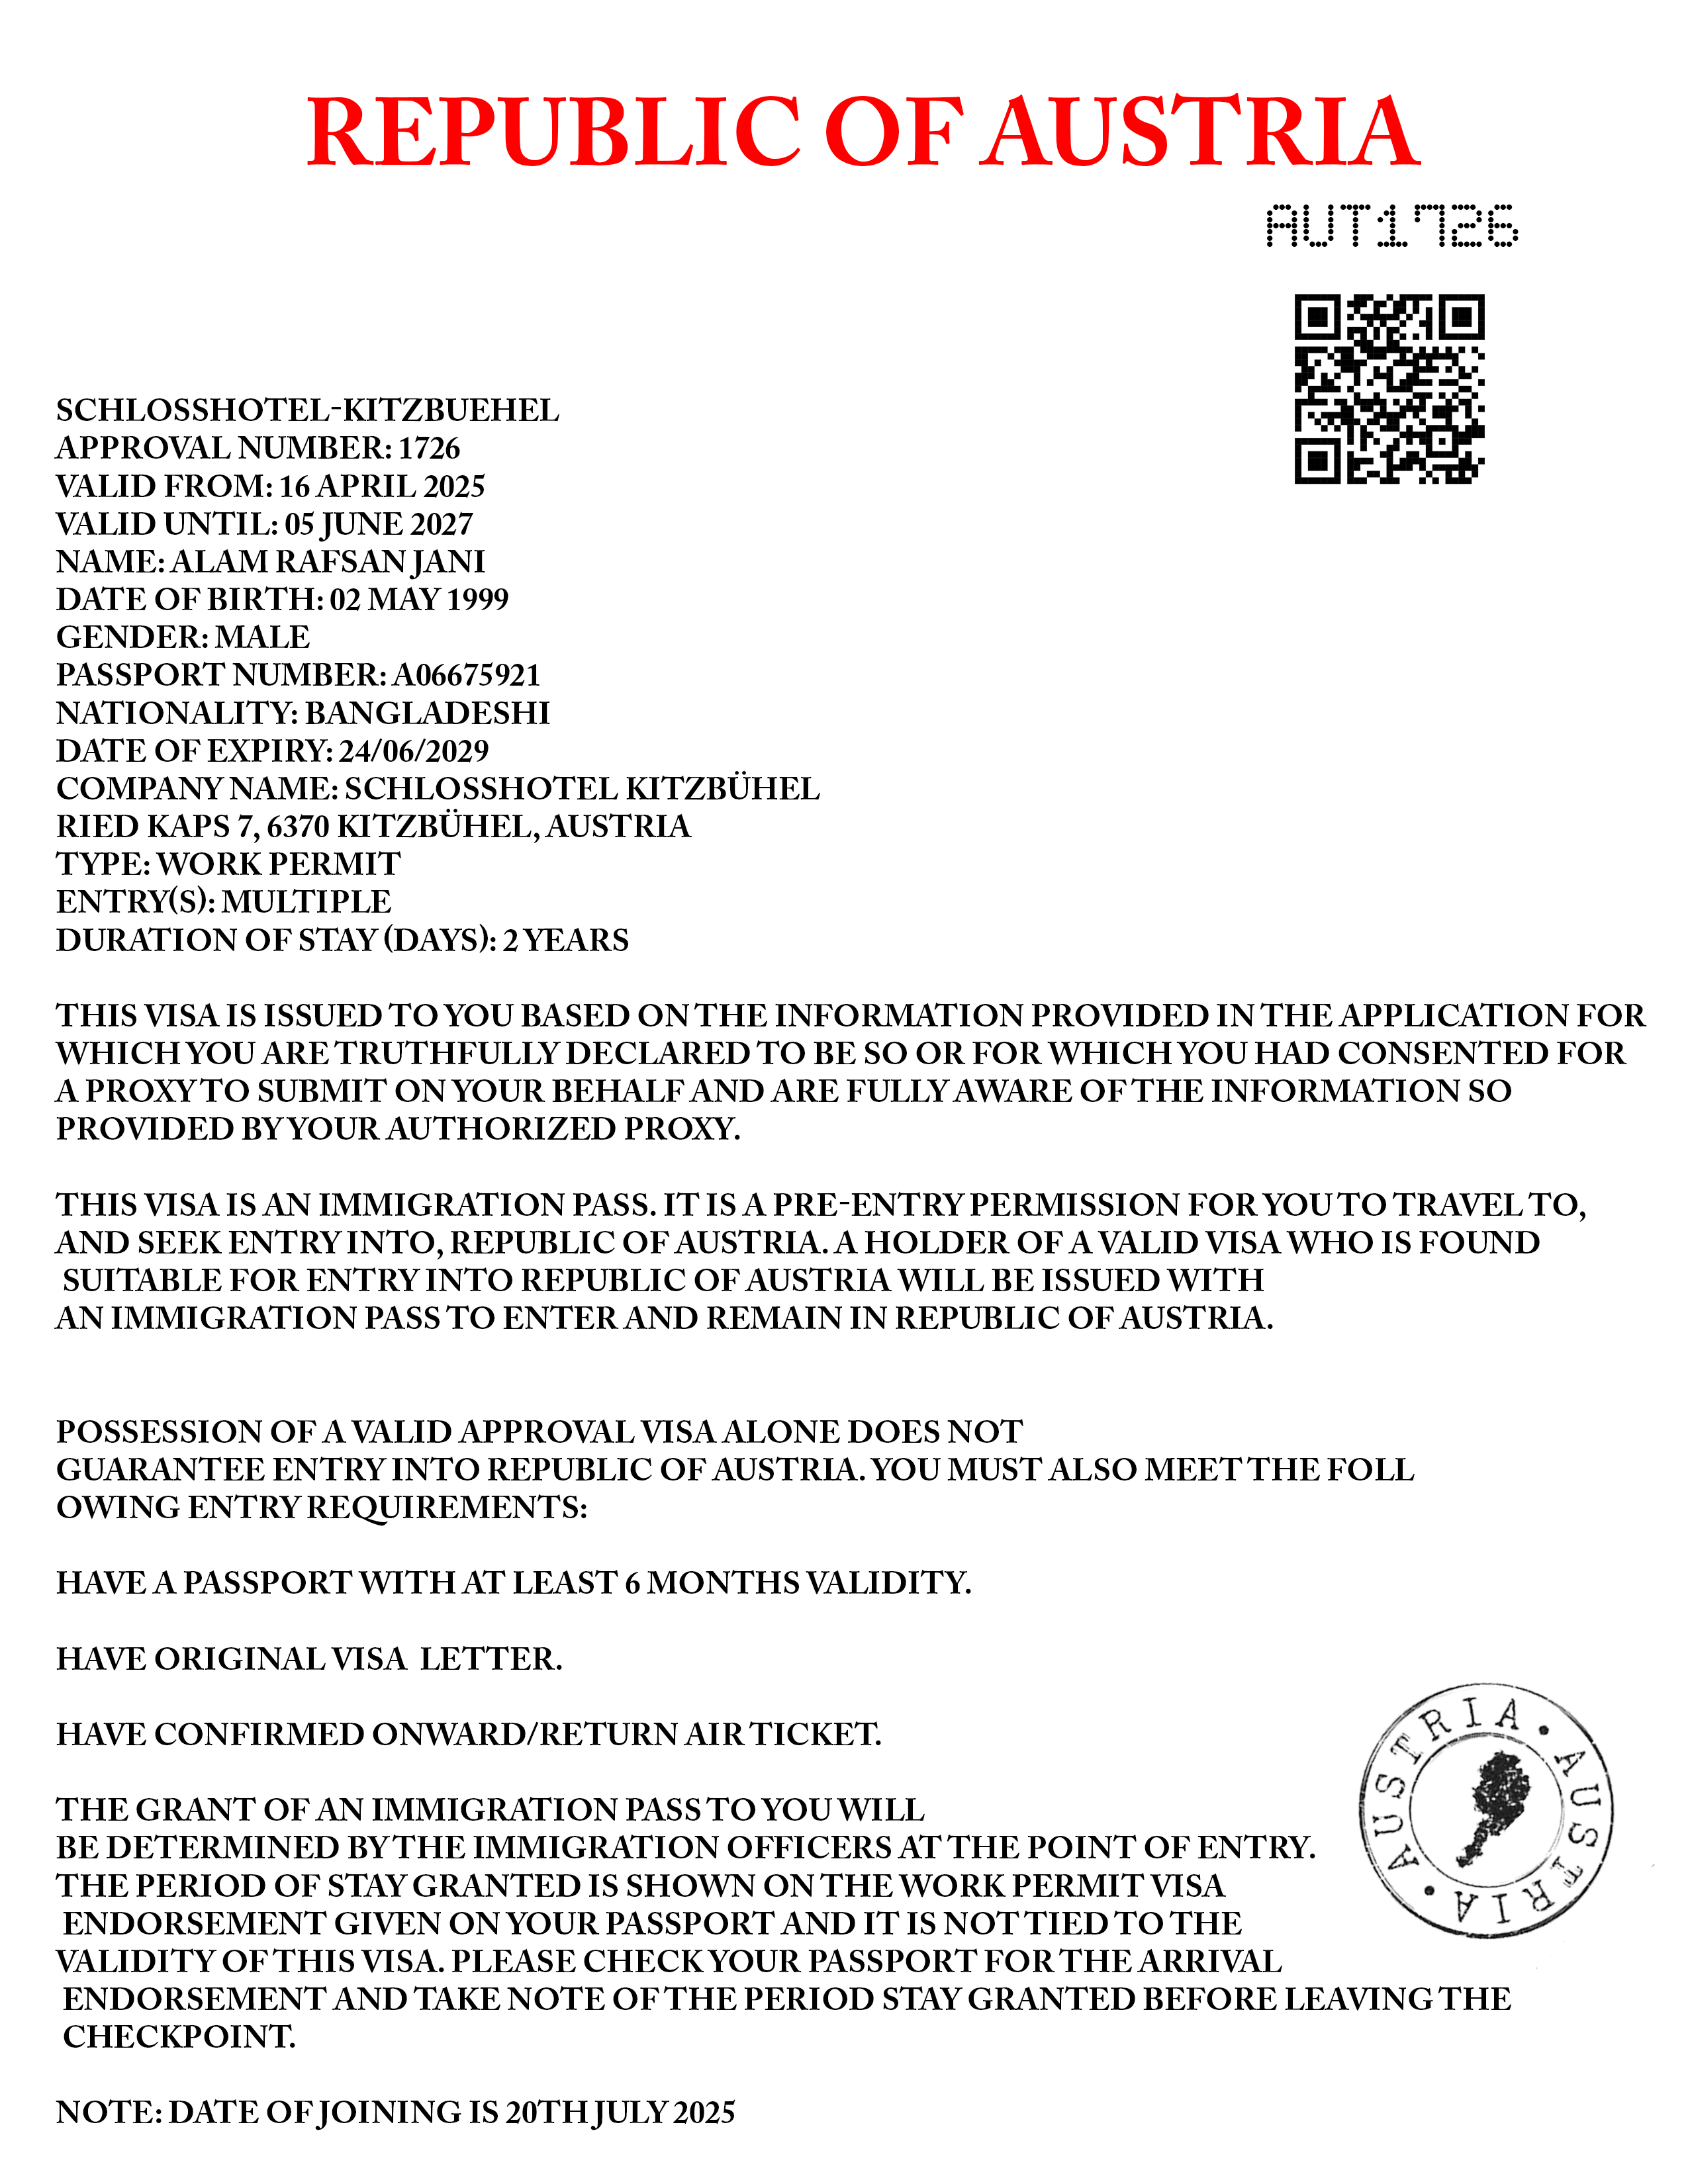 REPUBLIC OF AUSTRIA
AUT1726
SCHLOSSHOTEL-KITZBUEHEL
APPROVAL NUMBER: 1726
VALID FROM: 16 APRIL 2025
VALID UNTIL: 05 JUNE 2027
NAME: ALAM RAFSAN JANI
DATE OF BIRTH: 02 MAY 1999
GENDER: MALE
PASSPORT NUMBER: A06675921
NATIONALITY: BANGLADESHI
DATE OF EXPIRY: 24/06/2029
COMPANY NAME: SCHLOSSHOTEL KITZBÜHEL
RIED KAPS 7, 6370 KITZBÜHEL, AUSTRIA
TYPE: WORK PERMIT
ENTRY(S): MULTIPLE
DURATION OF STAY (DAYS): 2 YEARS
THIS VISA IS ISSUED TO YOU BASED ON THE INFORMATION PROVIDED IN THE APPLICATION FOR
WHICH YOU ARE TRUTHFULLY DECLARED TO BE SO OR FOR WHICH YOU HAD CONSENTED FOR
A PROXY TO SUBMIT ON YOUR BEHALF AND ARE FULLY AWARE OF THE INFORMATION SO
PROVIDED BY YOUR AUTHORIZED PROXY.
THIS VISA IS AN IMMIGRATION PASS. IT IS A PRE-ENTRY PERMISSION FOR YOU TO TRAVEL TO,
AND SEEK ENTRY INTO, REPUBLIC OF AUSTRIA. A HOLDER OF A VALID VISA WHO IS FOUND
SUITABLE FOR ENTRY INTO REPUBLIC OF AUSTRIA WILL BE ISSUED WITH
AN IMMIGRATION PASS TO ENTER AND REMAIN IN REPUBLIC OF AUSTRIA.
POSSESSION OF A VALID APPROVAL VISA ALONE DOES NOT
GUARANTEE ENTRY INTO REPUBLIC OF AUSTRIA. YOU MUST ALSO MEET THE FOLL
OWING ENTRY REQUIREMENTS:
HAVE A PASSPORT WITH AT LEAST 6 MONTHS VALIDITY.
HAVE ORIGINAL VISA LETTER.
HAVE CONFIRMED ONWARD/RETURN AIR TICKET.
THE GRANT OF AN IMMIGRATION PASS TO YOU WILL
BE DETERMINED BY THE IMMIGRATION OFFICERS AT THE POINT OF ENTRY.
THE PERIOD OF STAY GRANTED IS SHOWN ON THE WORK PERMIT VISA
ENDORSEMENT GIVEN ON YOUR PASSPORT AND IT IS NOT TIED TO THE
VALIDITY OF THIS VISA. PLEASE CHECK YOUR PASSPORT FOR THE ARRIVAL
ENDORSEMENT AND TAKE NOTE OF THE PERIOD STAY GRANTED BEFORE LEAVING THE
CHECKPOINT.
AUSTRIA • AUSTRIA •
NOTE: DATE OF JOINING IS 20TH JULY 2025